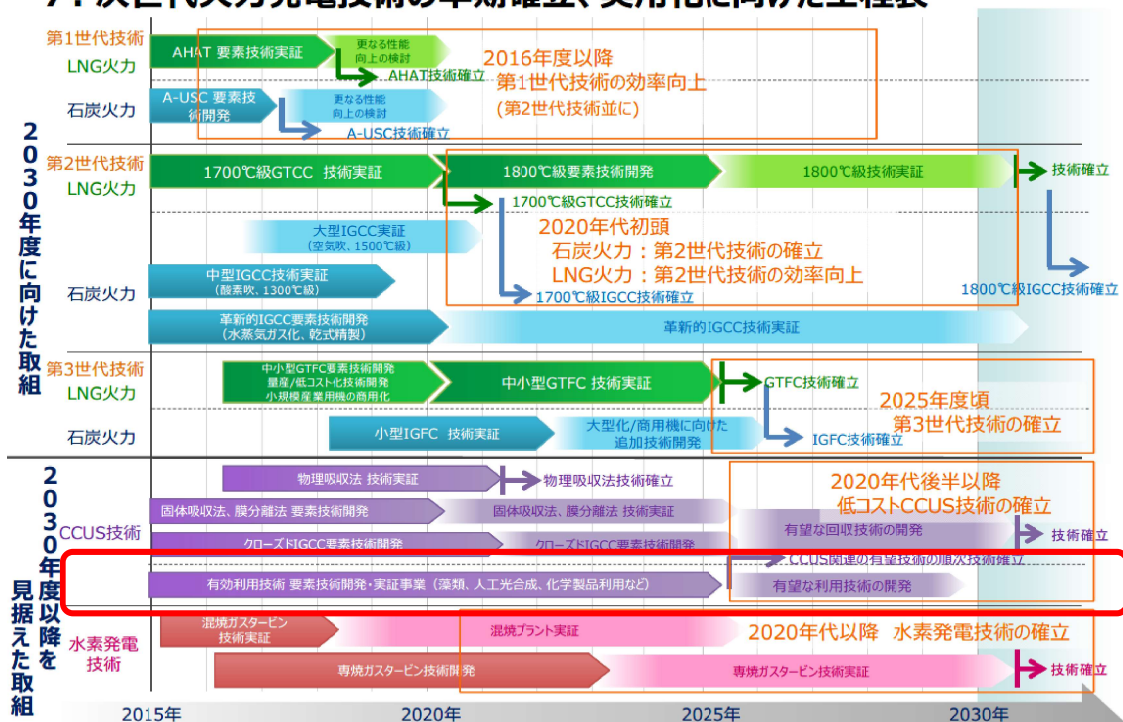 7．次世代火力発電技術の早期確立、実用化に向けた工程表
2030年度に向けた取組
第1世代技術
LNG火力
AHAT 要素技術実証
更なる性能
向上の検討
AHAT技術確立
2016年度以降
第1世代技術の効率向上
(第2世代技術並に)
石炭火力
A-USC 要素技
術開発
更なる性能
向上の検討
A-USC技術確立
第2世代技術
LNG火力
1700℃級GTCC 技術実証
1800℃級要素技術開発
1800℃級技術実証
技術確立
1700℃級GTCC技術確立
2020年代初頭
石炭火力：第2世代技術の確立
LNG火力：第2世代技術の効率向上
石炭火力
大型IGCC実証
(空気吹、1500℃級)
中型IGCC技術実証
(酸素吹、1300℃級)
1700℃級IGCC技術確立
1800℃級IGCC技術確立
革新的IGCC要素技術開発
(水蒸気ガス化、乾式精製)
革新的IGCC技術実証
第3世代技術
LNG火力
中小型GTFC要素技術開発
量産/低コスト化技術開発
小規模産業用機の商用化
中小型GTFC 技術実証
GTFC技術確立
2025年度頃
第3世代技術の確立
石炭火力
小型IGFC 技術実証
大型化/商用機に向けた
追加技術開発
IGFC技術確立
2030年度以降を
見据えた取組
CCUS技術
物理吸収法 技術実証
物理吸収法技術確立
2020年代後半以降
低コストCCUS技術の確立
固体吸収法、膜分離法 要素技術開発
固体吸収法、膜分離法 技術実証
有望な回収技術の開発
技術確立
クローズドIGCC要素技術開発
クローズドIGCC要素技術開発
CCUS関連の有望技術の順次技術確立
有効利用技術 要素技術開発・実証事業（藻類、人工光合成、化学製品利用など）
有望な利用技術の開発
水素発電
技術
混焼ガスタービン
技術実証
混焼プラント実証
2020年代以降 水素発電技術の確立
専焼ガスタービン技術開発
専焼ガスタービン技術実証
技術確立
2015年
2020年
2025年
2030年